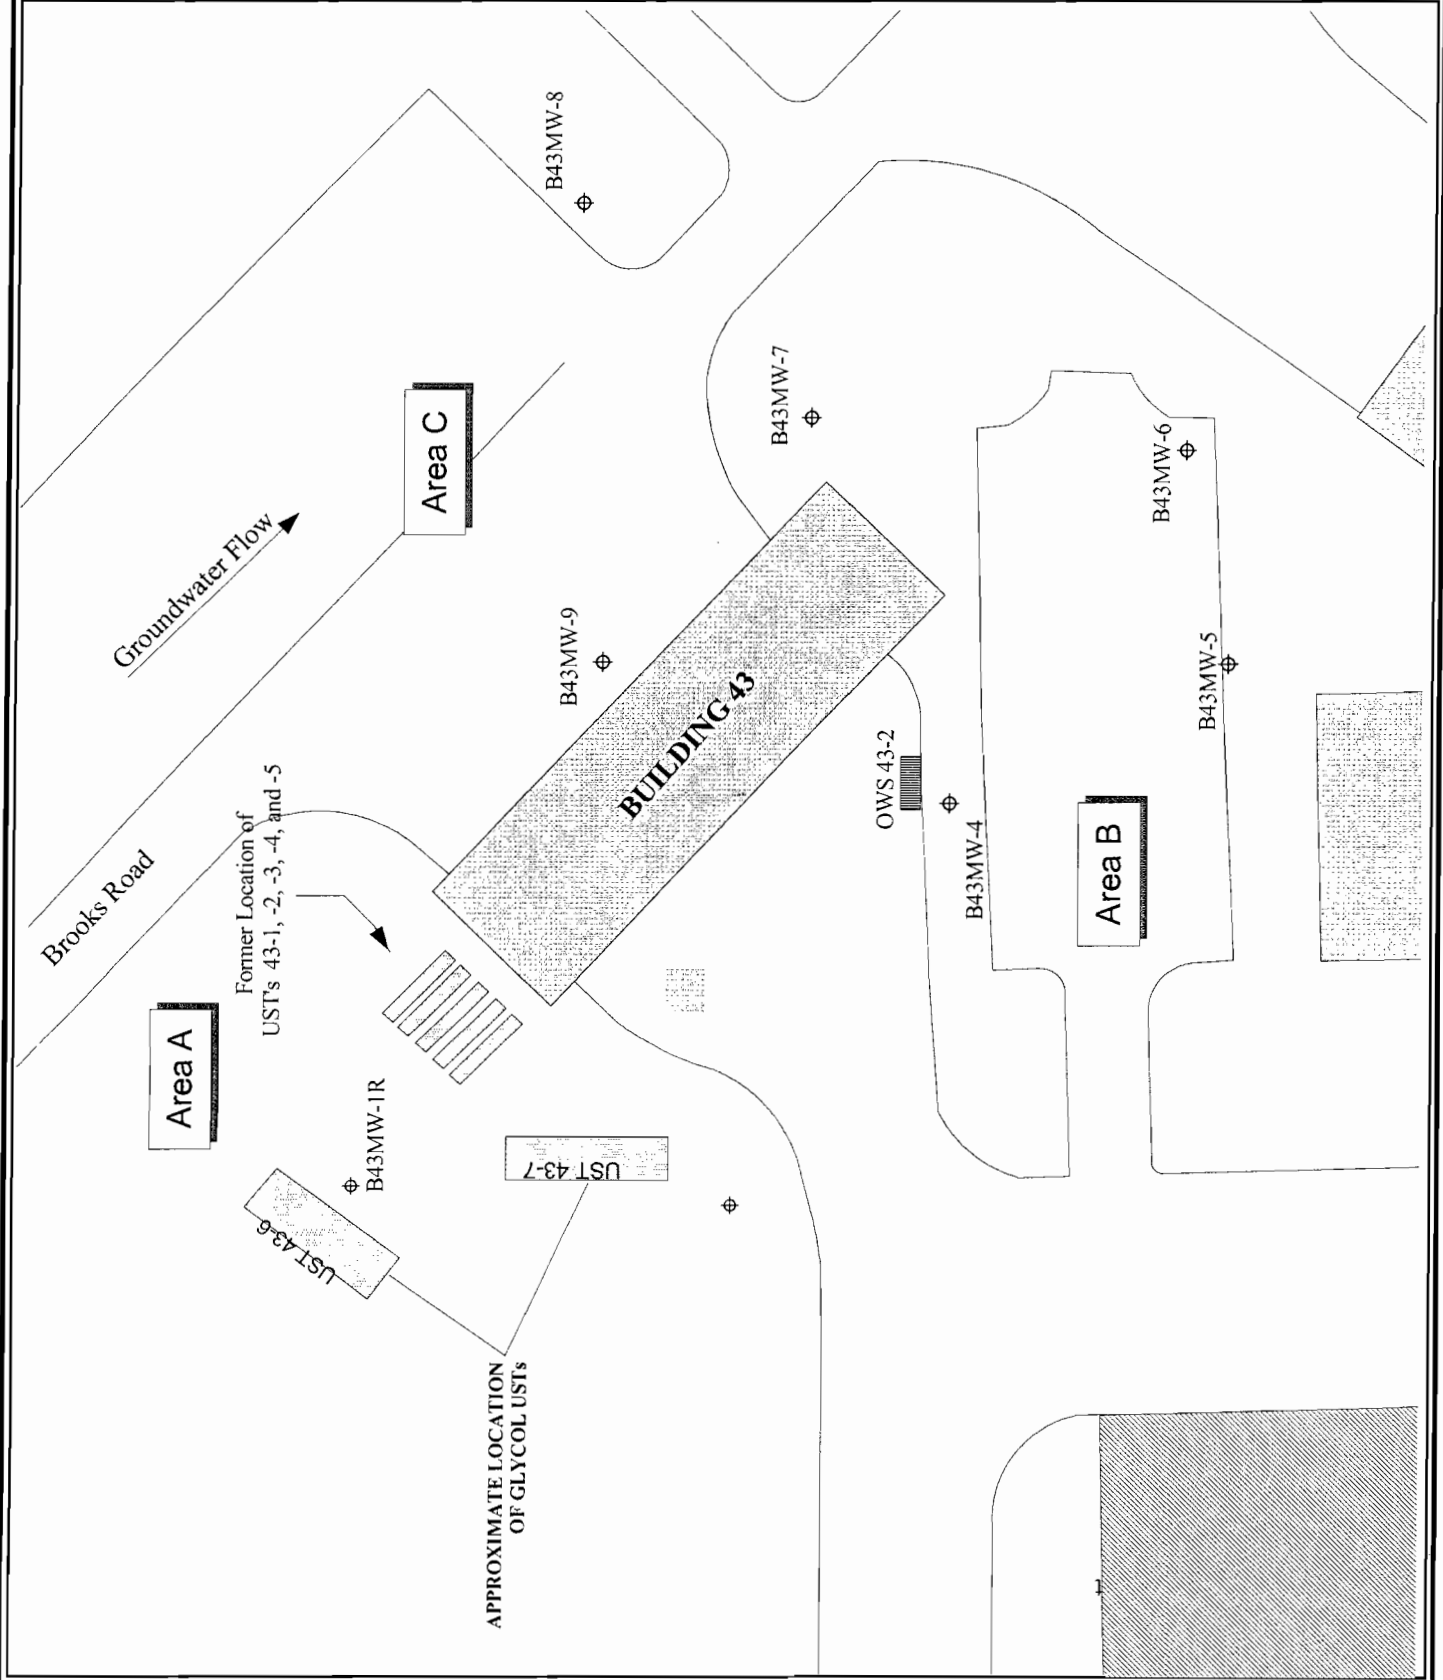 B43MW-8
Area C
Groundwater Flow
B43MW-7
B43MW-6
B43MW-9
BUILDING 43
B43MW-5
OWS 43-2
B43MW-4
Area B
Brooks Road
Former Location of
UST's 43-1, -2, -3, -4, and -5
Area A
B43MW-1R
UST 43-6
UST 43-7
APPROXIMATE LOCATION
OF GLYCOL USTs
1